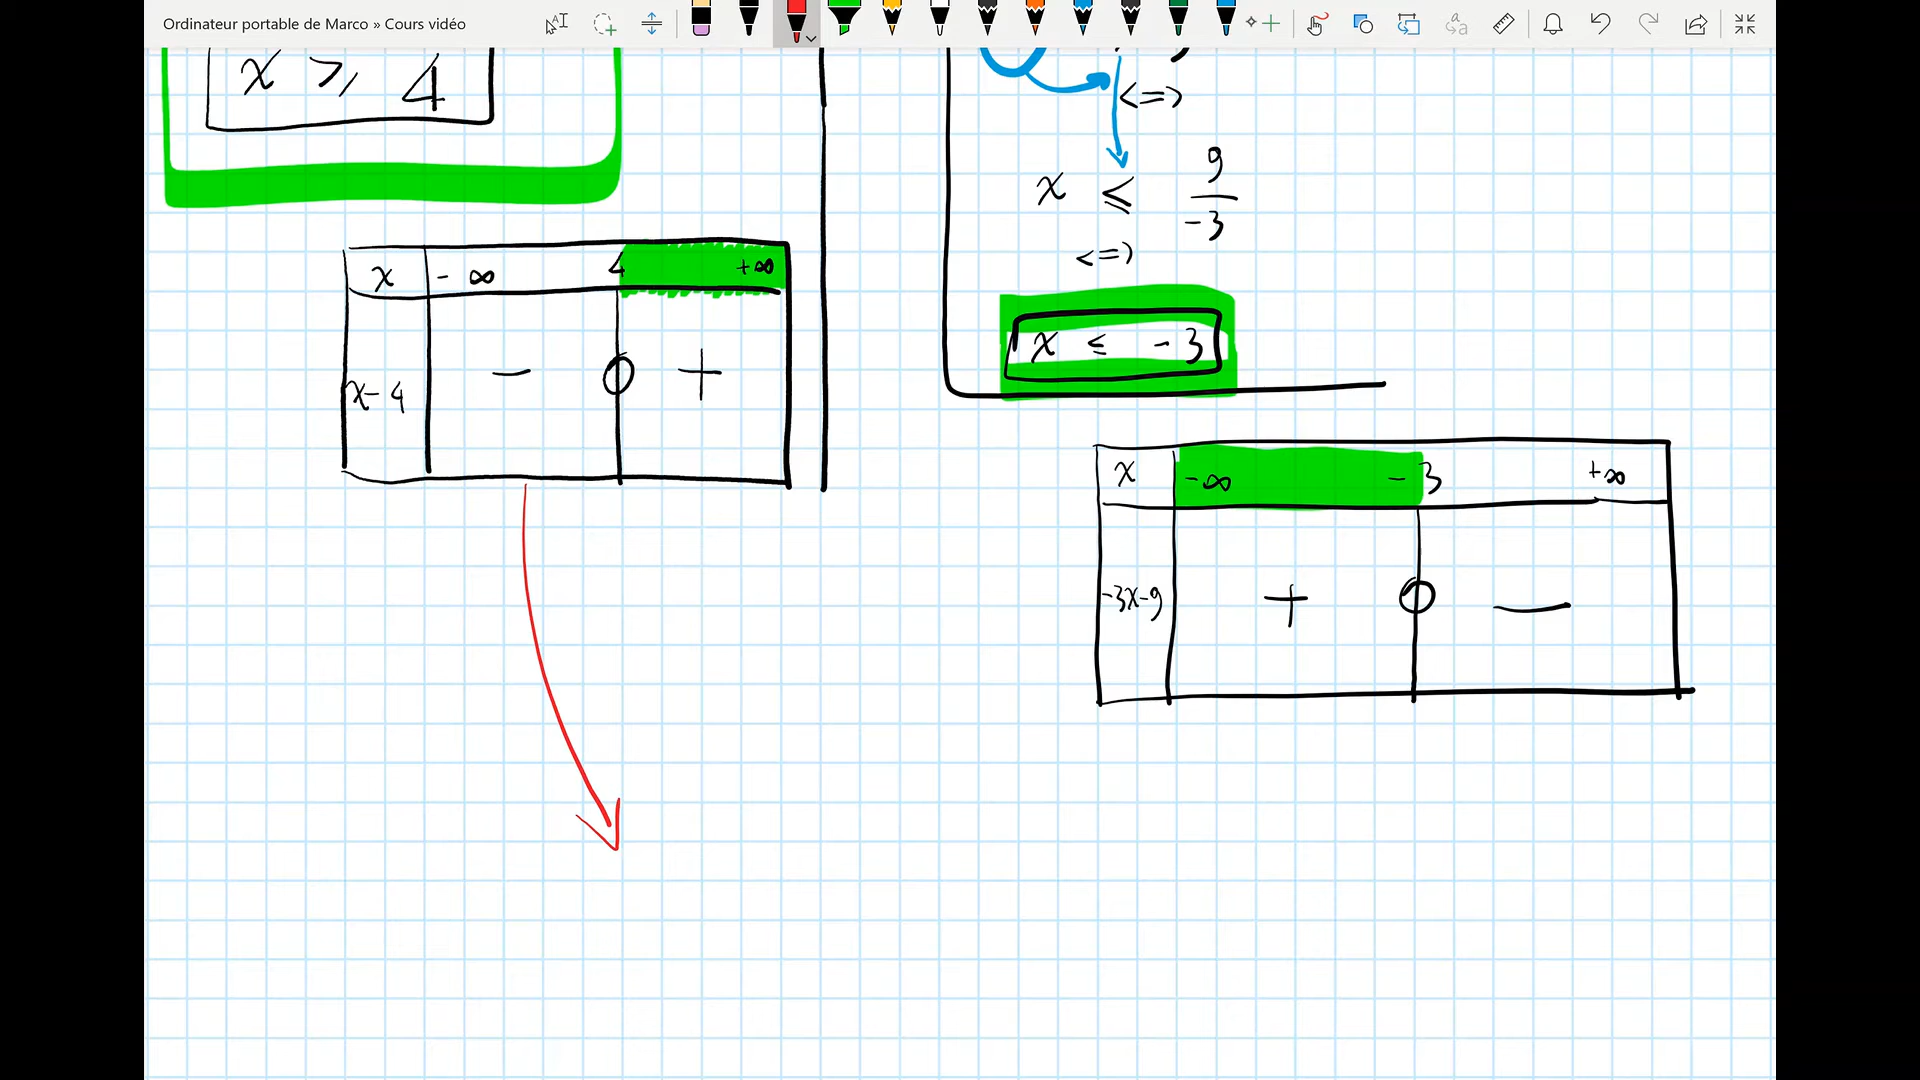 Ordinateur portable de Marco » Cours vidéo
x ⩾ 4
x - ∞ 4 +∞
x - 4 − 0 +
<=>
x ≤ 9/-3
<=>
x ≤ -3
x -∞ -3 +∞
-3x-9 + 0 −